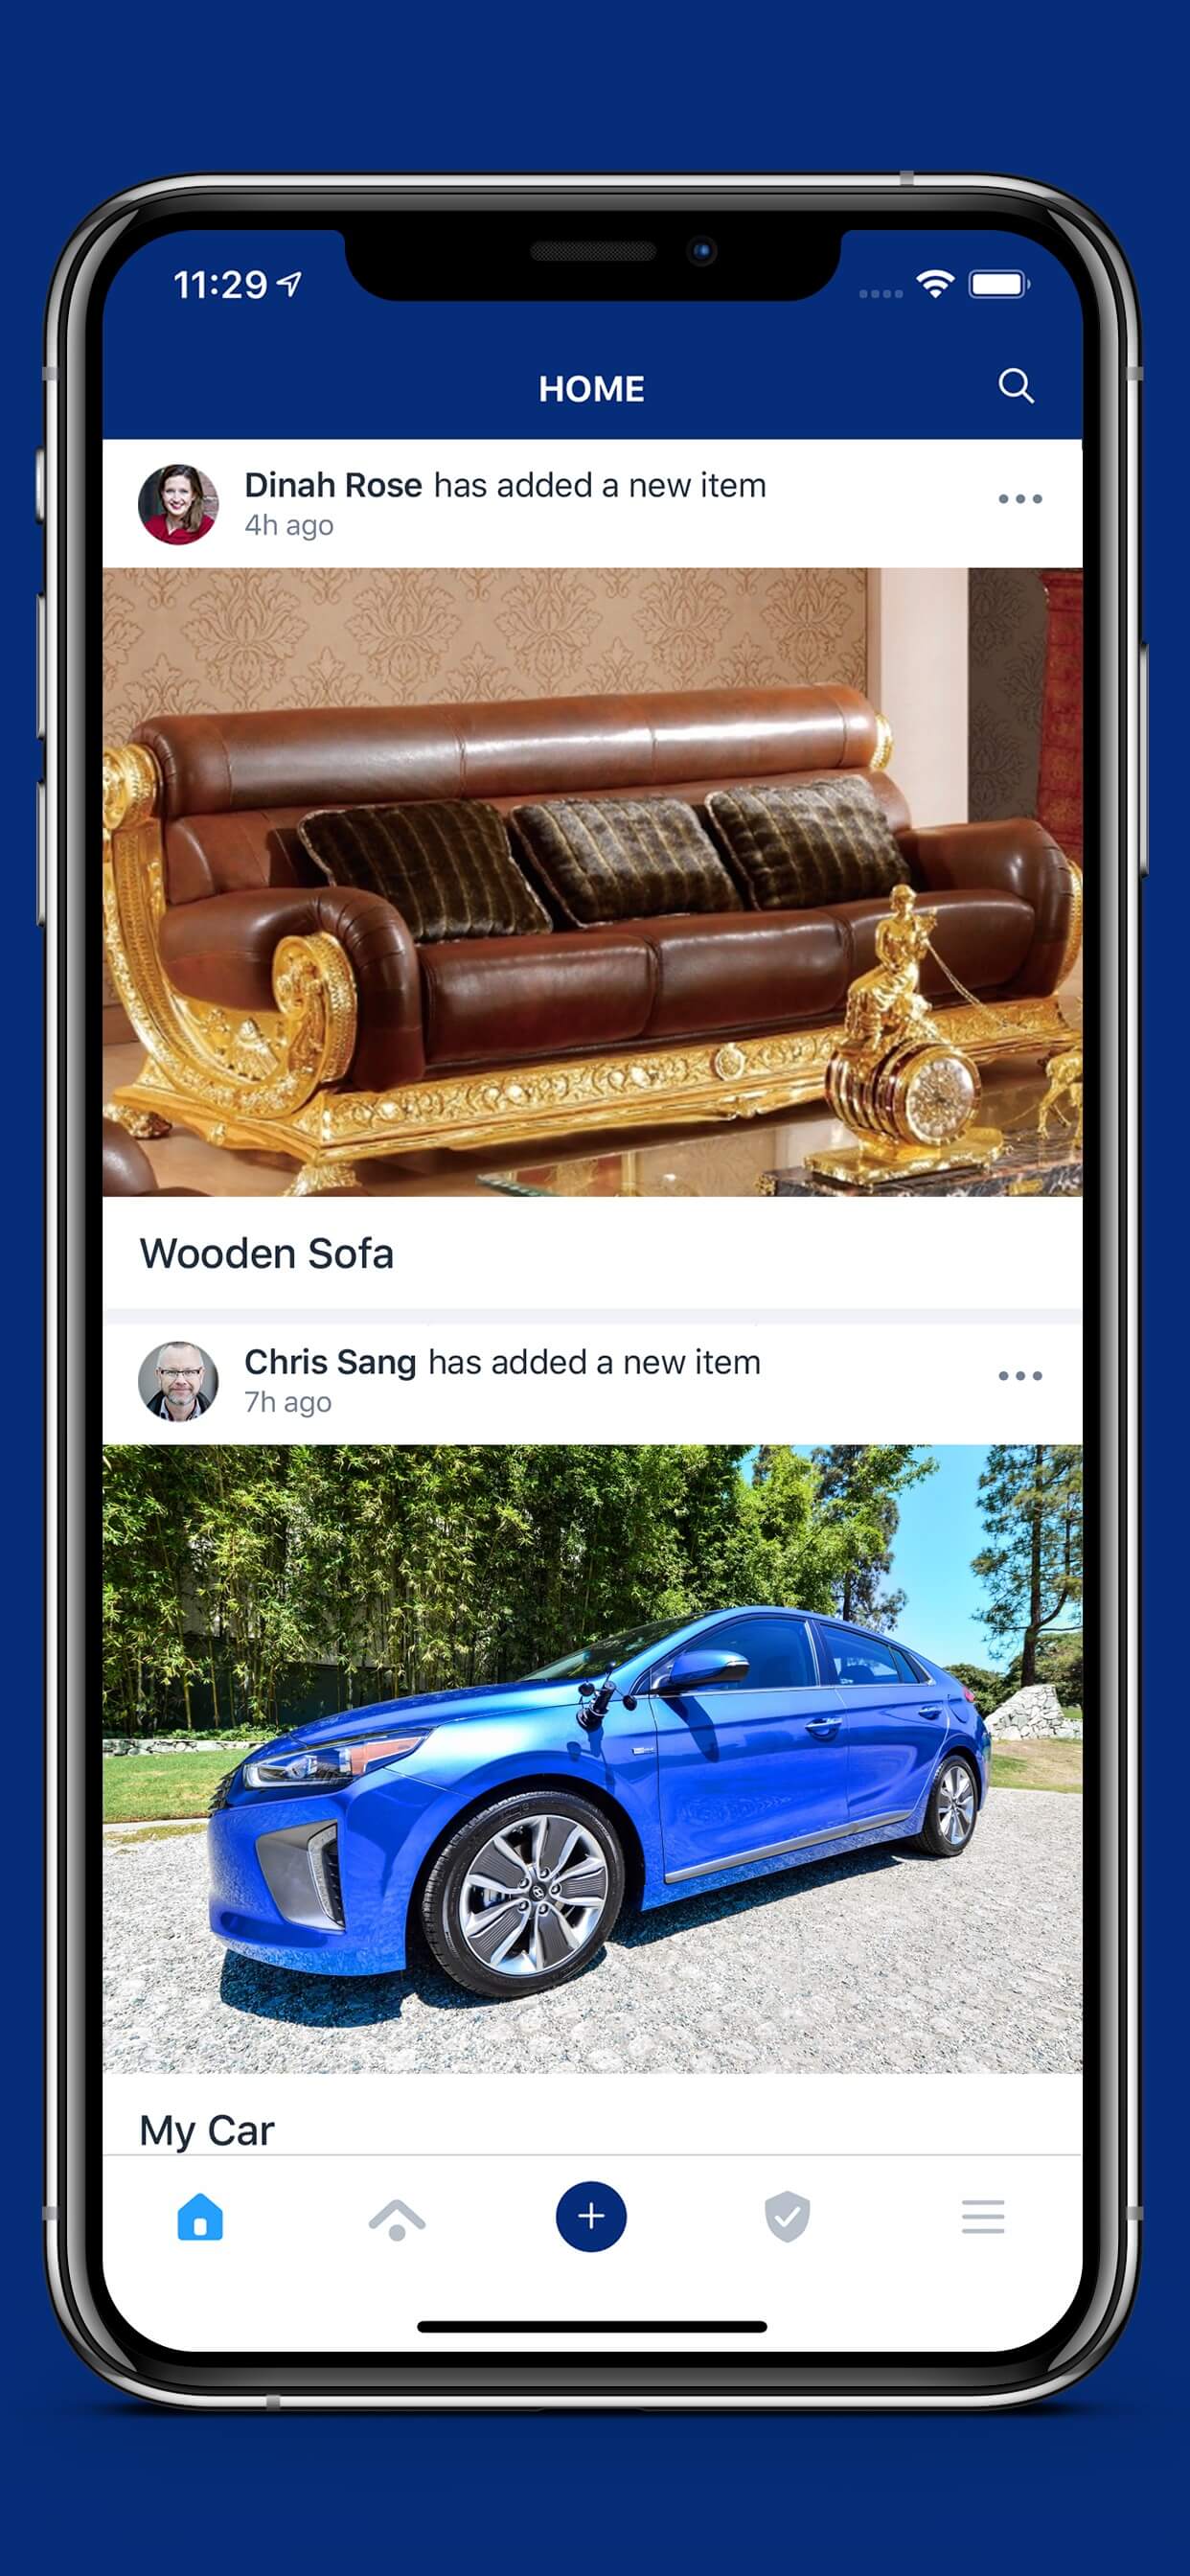 11:29
HOME
Dinah Rose has added a new item
4h ago
Wooden Sofa
Chris Sang has added a new item
7h ago
My Car